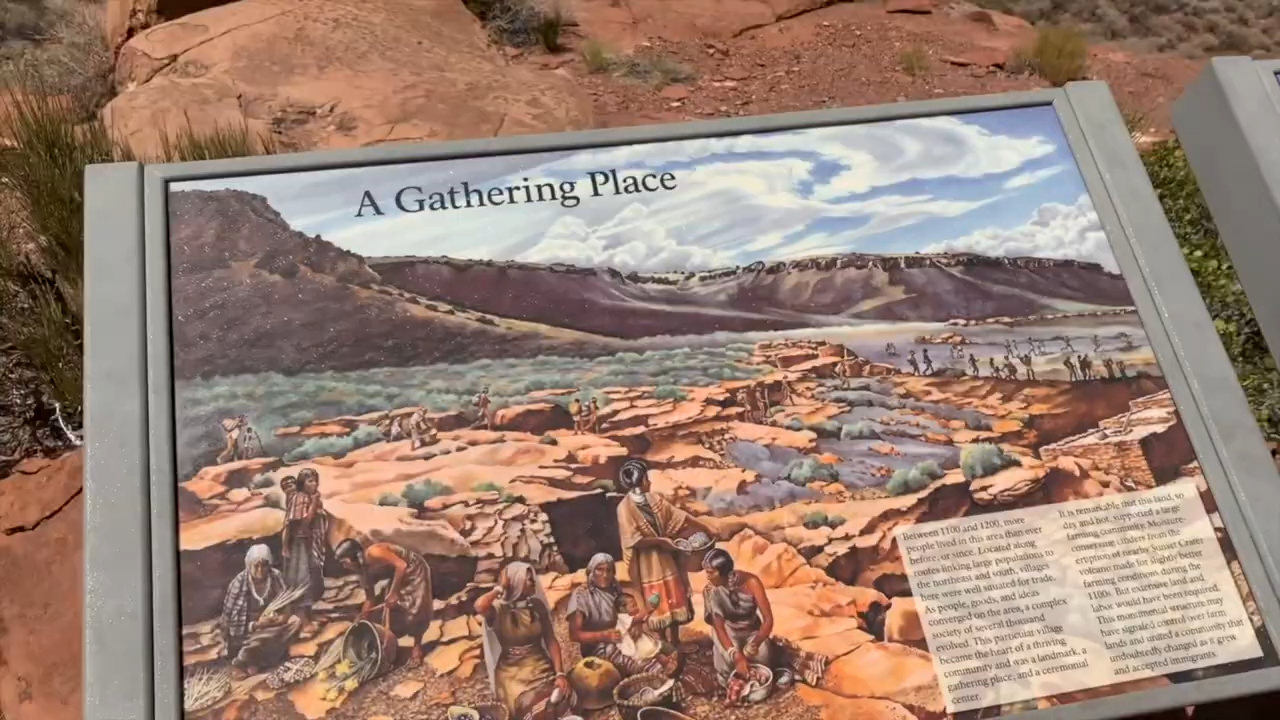 A Gathering Place
Between 1100 and 1200, more
people lived in this area than ever
before, or since. Located along
routes linking large populations to
the northeast and south, villages
here were well situated for trade.
As people, goods, and ideas
converged on the area, a complex
society of several thousand
evolved. This particular village
became the heart of a thriving
community and was a landmark, a
gathering place, and a ceremonial
center.
It is remarkable that this land, so
dry and hot, supported a large
farming community. Moisture-
conserving cinders from the
eruption of nearby Sunset Crater
volcano made for slightly better
farming conditions during the
1100s. But extensive land and
labor would have been required.
This monumental structure may
have signaled control over farm
lands and united a community that
undoubtedly changed as it grew
and accepted immigrants.